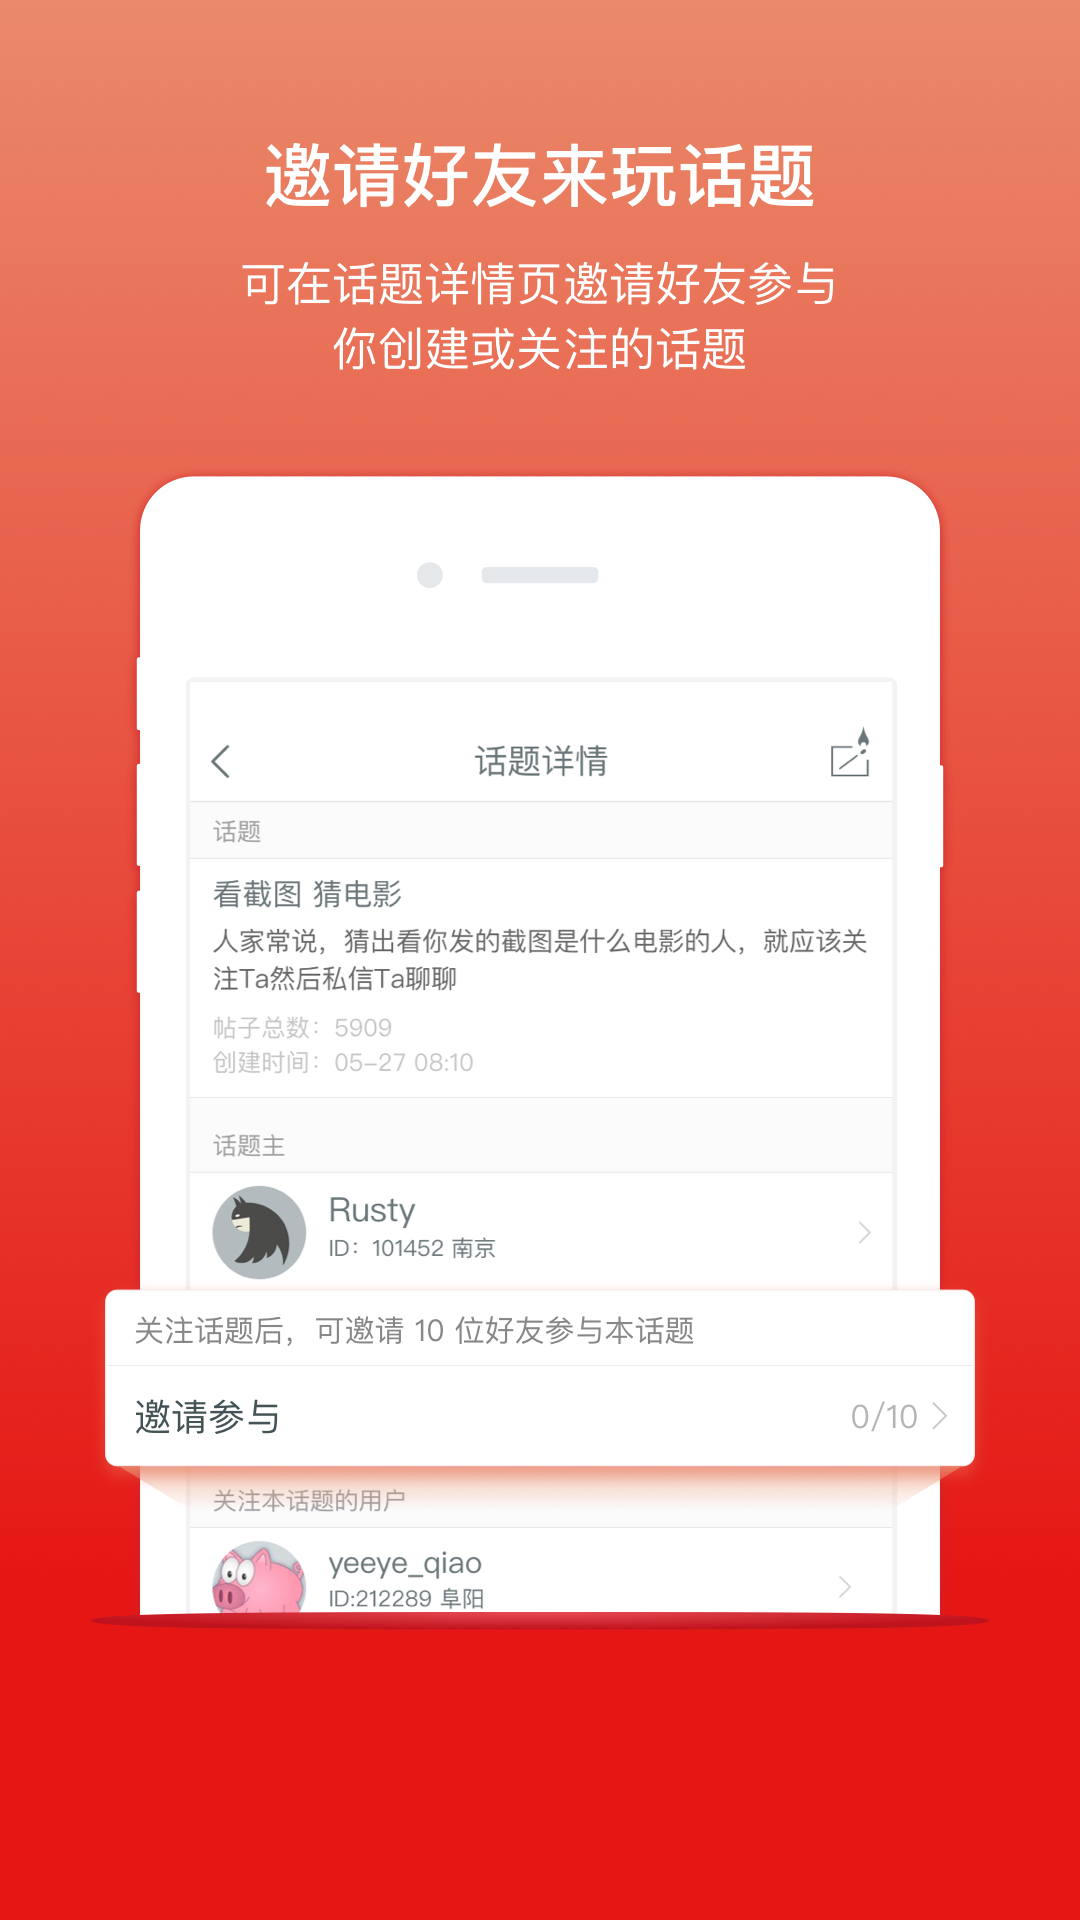 邀请好友来玩话题
可在话题详情页邀请好友参与
你创建或关注的话题
话题详情
话题
看截图 猜电影
人家常说，猜出看你发的截图是什么电影的人，就应该关
注Ta然后私信Ta聊聊
帖子总数：5909
创建时间：05-27 08:10
话题主
Rusty
ID：101452 南京
关注话题后，可邀请 10 位好友参与本话题
邀请参与
0/10
关注本话题的用户
yeeye_qiao
ID:212289 阜阳